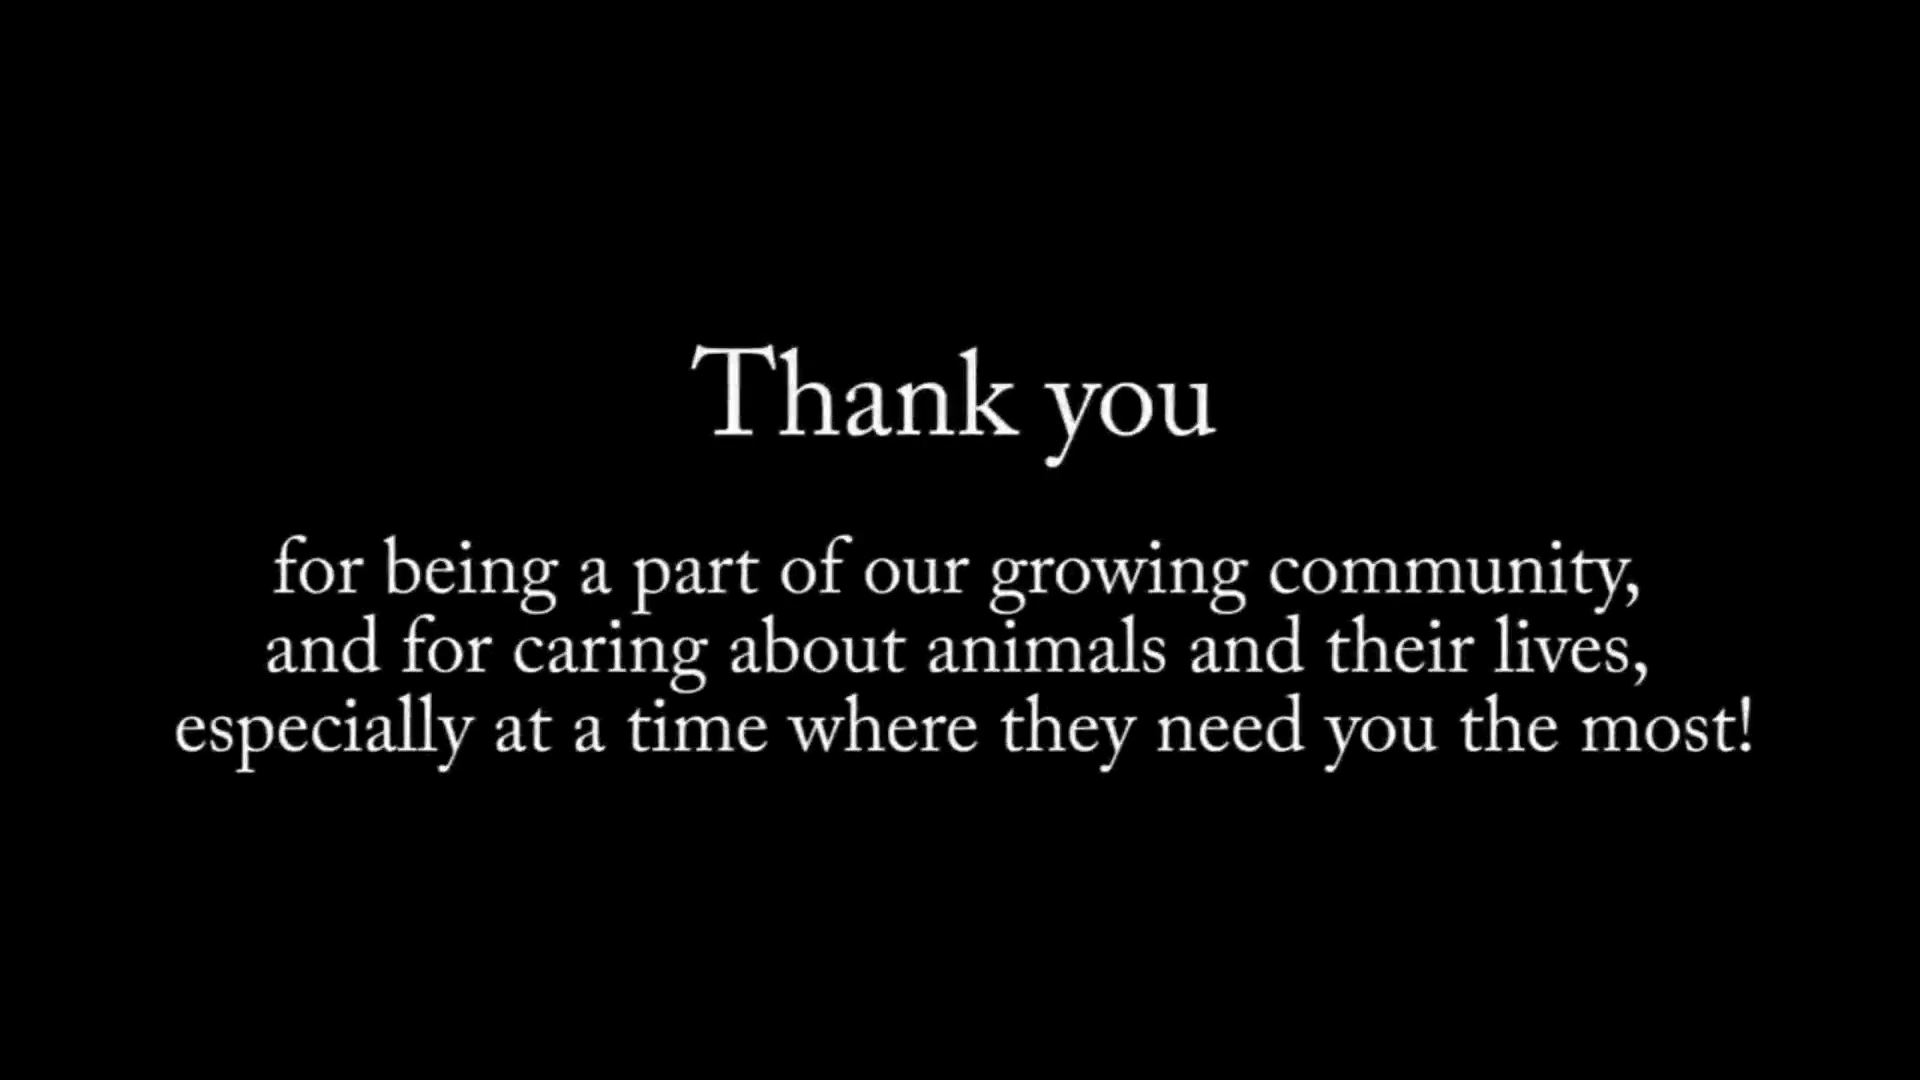 Thank you
for being a part of our growing community,
and for caring about animals and their lives,
especially at a time where they need you the most!